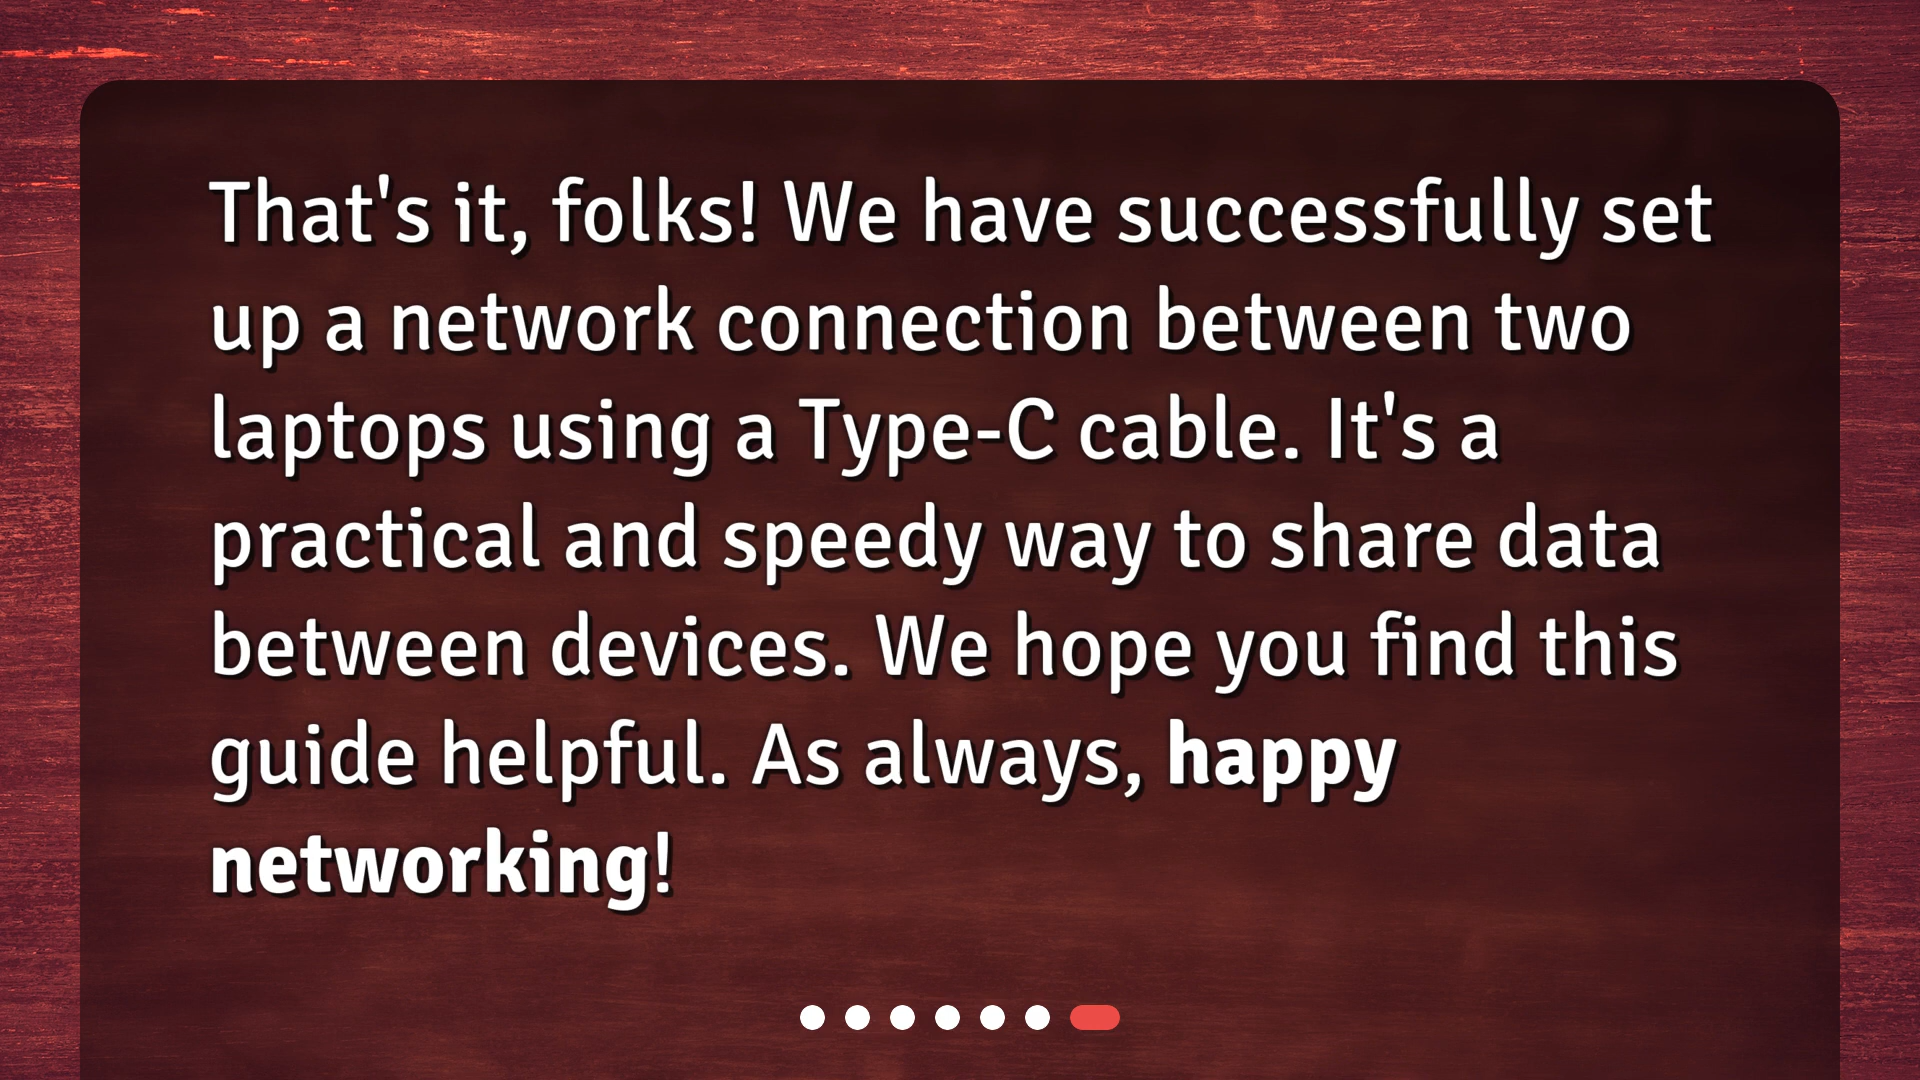 That's it, folks! We have successfully set
up a network connection between two
laptops using a Type-C cable. It's a
practical and speedy way to share data
between devices. We hope you find this
guide helpful. As always, happy
networking!